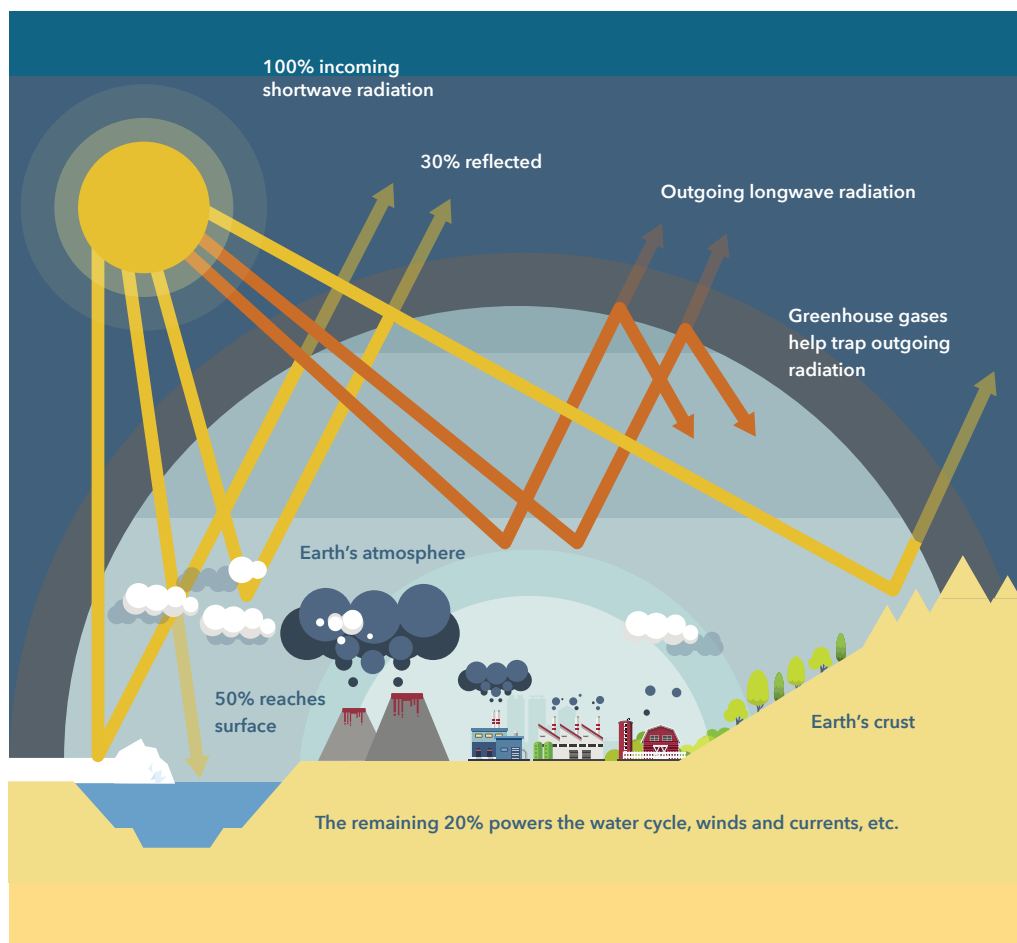 100% incoming
shortwave radiation
30% reflected
Outgoing longwave radiation
Greenhouse gases
help trap outgoing
radiation
Earth’s atmosphere
50% reaches
surface
Earth’s crust
The remaining 20% powers the water cycle, winds and currents, etc.